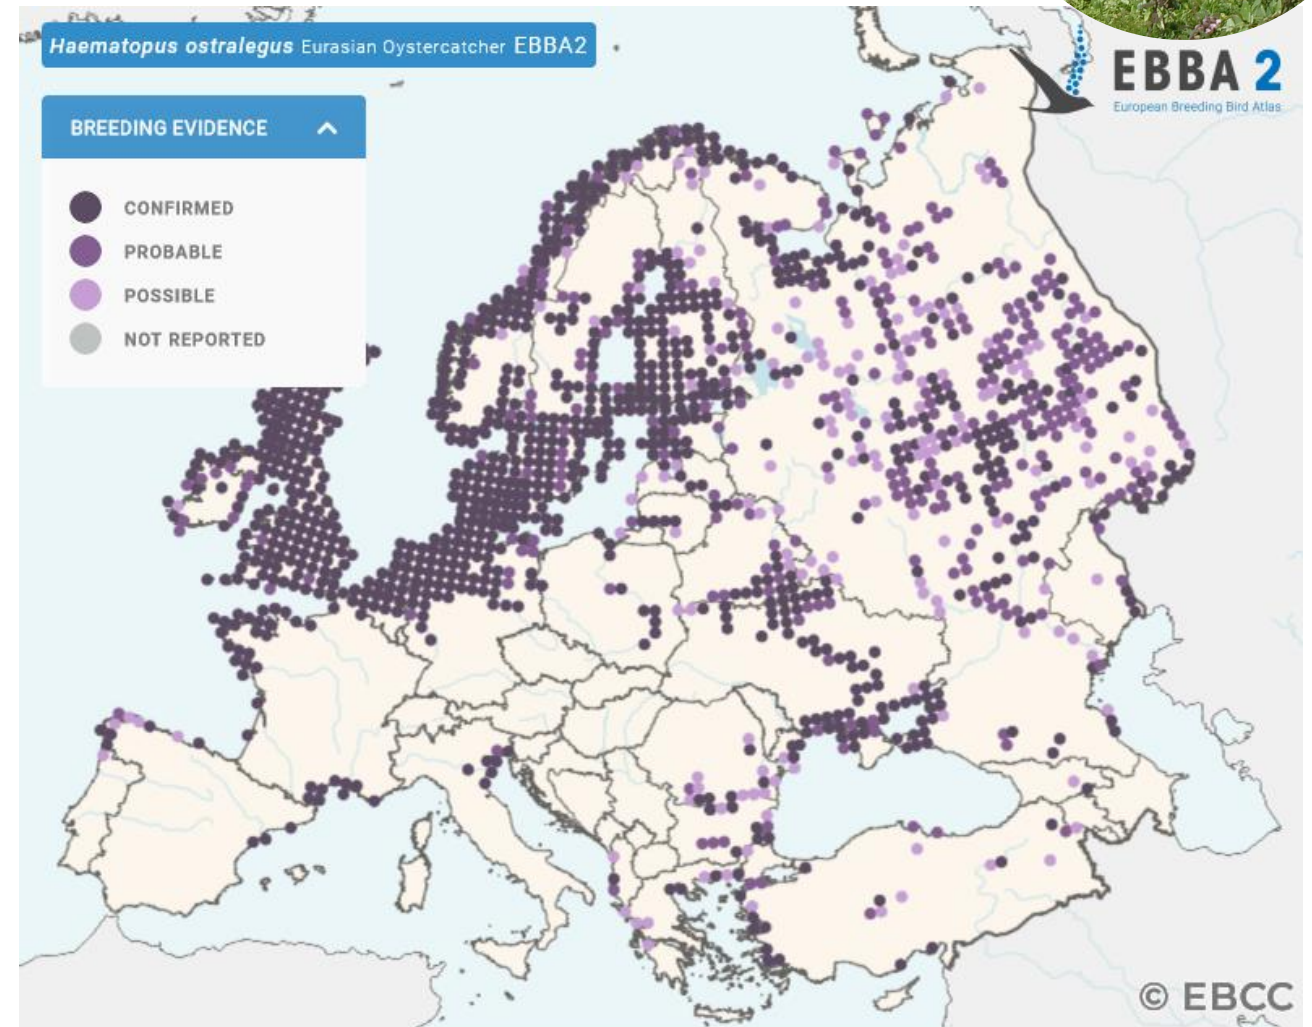 Haematopus ostralegus Eurasian Oystercatcher EBBA2
BREEDING EVIDENCE
CONFIRMED
PROBABLE
POSSIBLE
NOT REPORTED
EBBA 2
European Breeding Bird Atlas
© EBCC